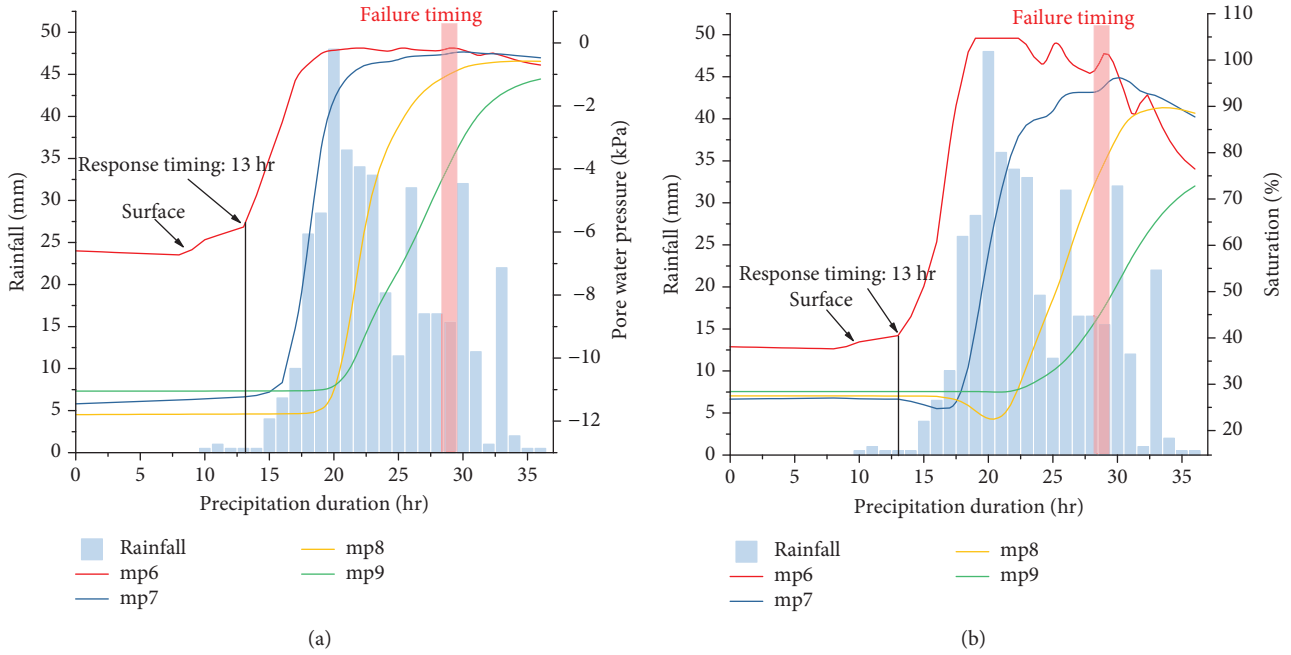 Failure timing
50
45
40
35
30
25
20
15
10
5
0
Rainfall (mm)
Response timing: 13 hr
Surface
0
−2
−4
−6
−8
−10
−12
Pore water pressure (kPa)
0 5 10 15 20 25 30 35
Precipitation duration (hr)
Rainfall
mp6
mp7
mp8
mp9
(a)
Failure timing
50
45
40
35
30
25
20
15
10
5
0
Rainfall (mm)
Response timing: 13 hr
Surface
110
100
90
80
70
60
50
40
30
20
Saturation (%)
0 5 10 15 20 25 30 35
Precipitation duration (hr)
Rainfall
mp6
mp7
mp8
mp9
(b)